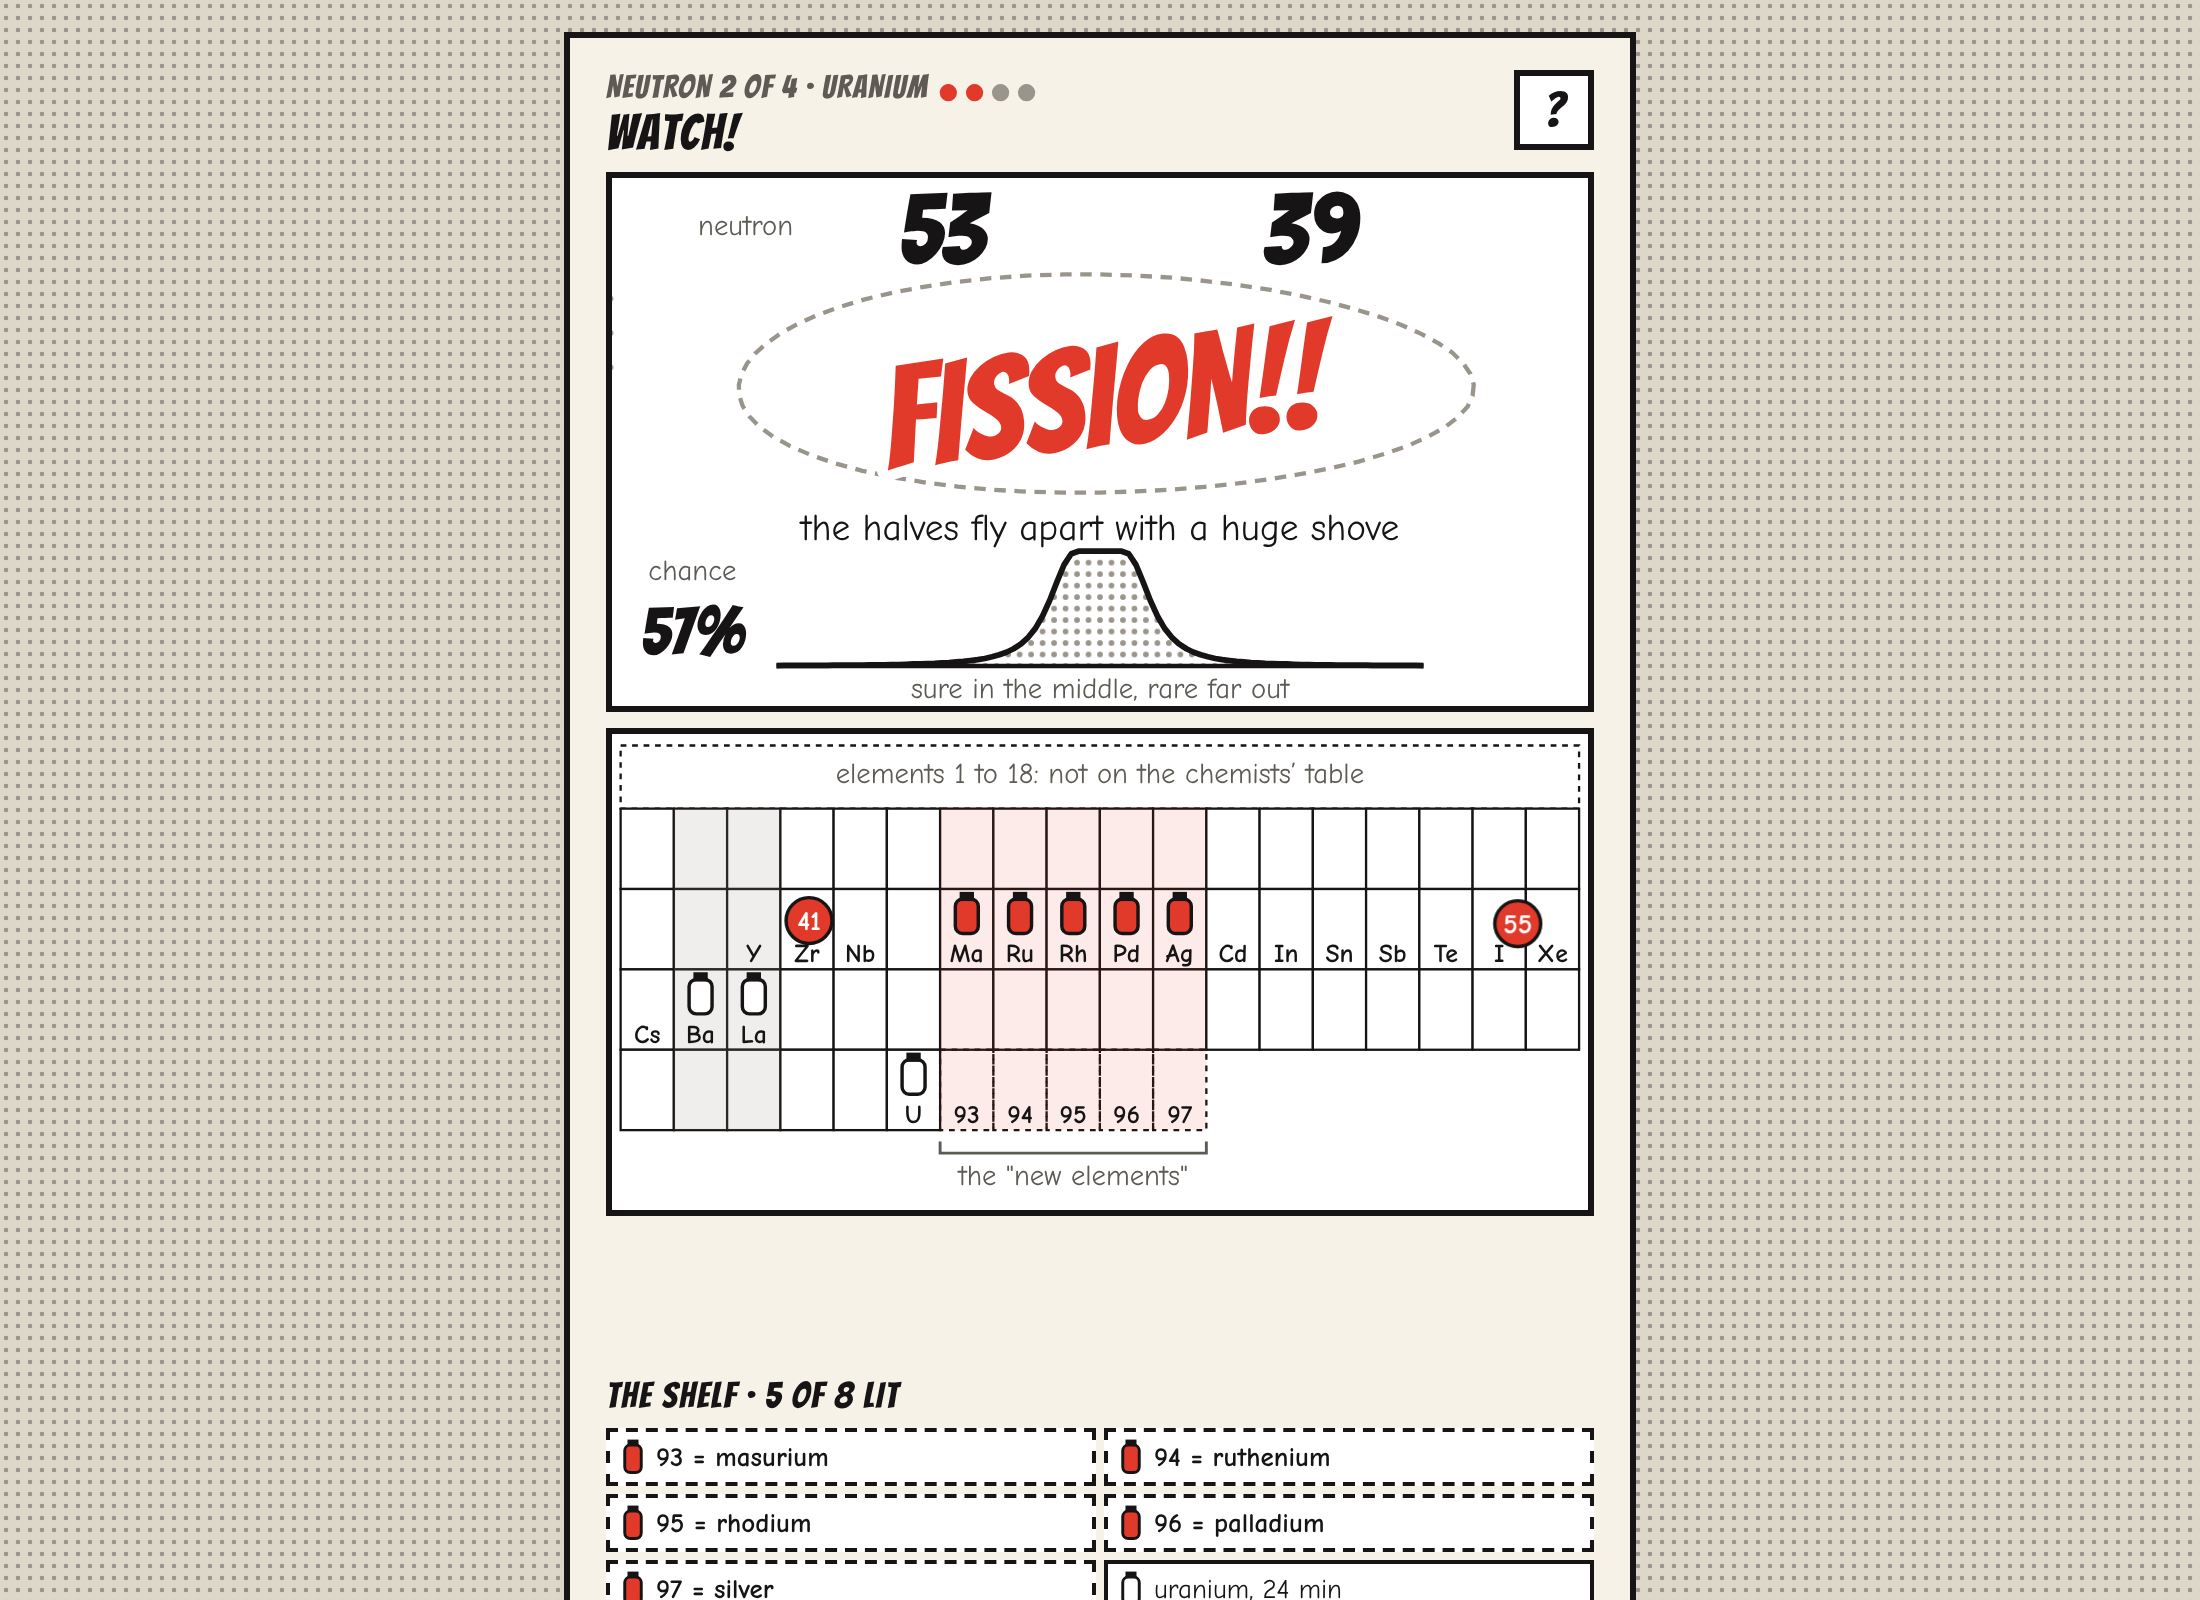 NEUTRON 2 OF 4 · URANIUM
WATCH!
?
neutron
53
39
FISSION!!
the halves fly apart with a huge shove
chance
57%
sure in the middle, rare far out
elements 1 to 18: not on the chemists' table
41
55
Y Zr Nb Ma Ru Rh Pd Ag Cd In Sn Sb Te I Xe
Cs Ba La
U 93 94 95 96 97
the "new elements"
THE SHELF · 5 OF 8 LIT
93 = masurium
94 = ruthenium
95 = rhodium
96 = palladium
97 = silver
uranium, 24 min